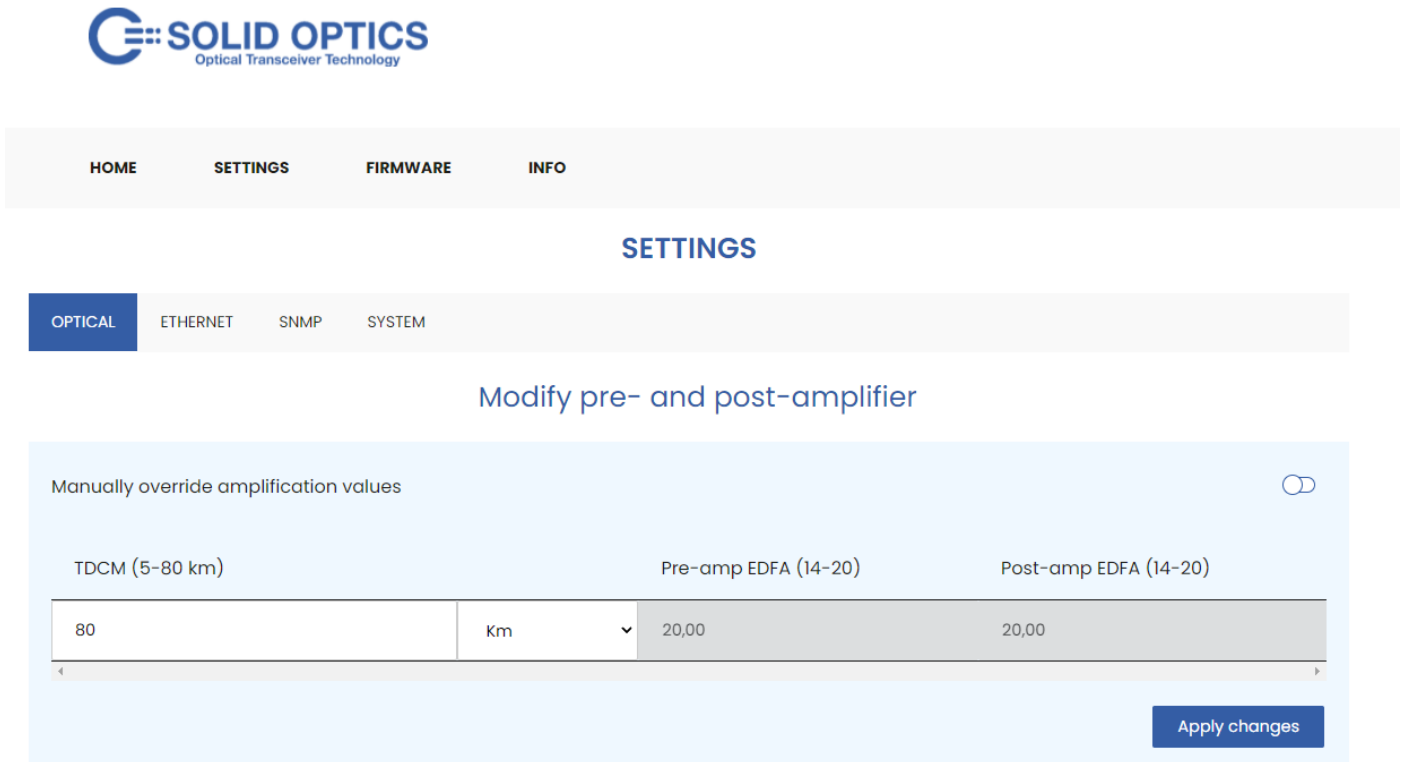 SOLID OPTICS
Optical Transceiver Technology
HOME SETTINGS FIRMWARE INFO
SETTINGS
OPTICAL ETHERNET SNMP SYSTEM
Modify pre- and post-amplifier
Manually override amplification values
TDCM (5-80 km) Pre-amp EDFA (14-20) Post-amp EDFA (14-20)
80 Km 20,00 20,00
Apply changes